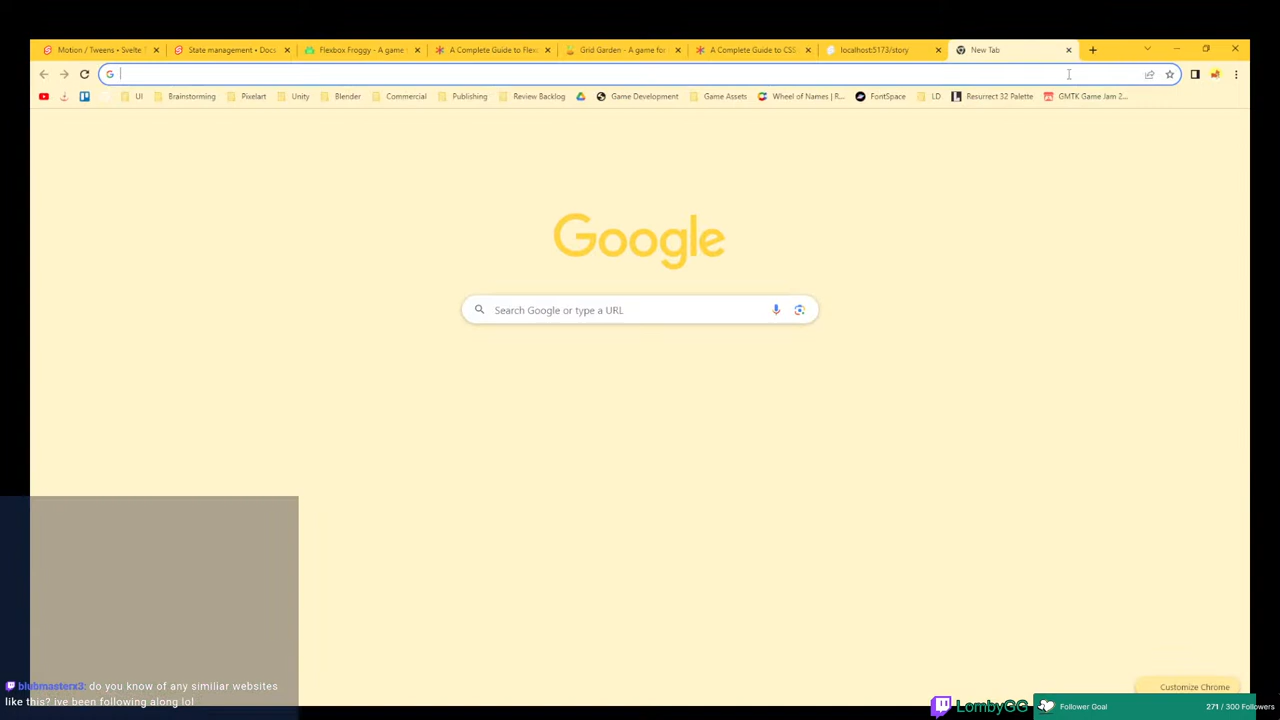 Motion / Tweens • Svelte T
State management • Docs
Flexbox Froggy - A game f
A Complete Guide to Flex
Grid Garden - A game for
A Complete Guide to CSS
localhost:5173/story
New Tab
UI
Brainstorming
Pixelart
Unity
Blender
Commercial
Publishing
Review Backlog
Game Development
Game Assets
Wheel of Names | R...
FontSpace
LD
Resurrect 32 Palette
GMTK Game Jam 2...
Google
Search Google or type a URL
Customize Chrome
blubmasterx3: do you know of any similiar websites
like this? ive been following along lol
LombyGG
Follower Goal
271 / 300 Followers